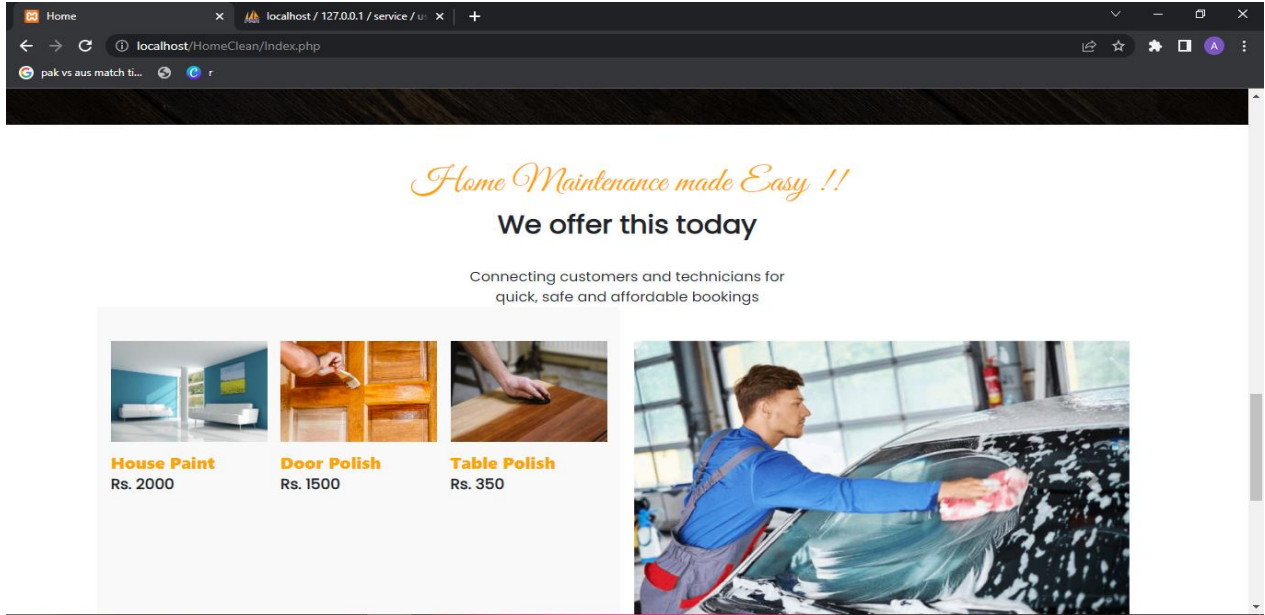 Home
localhost / 127.0.0.1 / service / u
localhost/HomeClean/Index.php
A
pak vs aus match ti...
r
Home Maintenance made Easy !!
We offer this today
Connecting customers and technicians for
quick, safe and affordable bookings
House Paint
Rs. 2000
Door Polish
Rs. 1500
Table Polish
Rs. 350